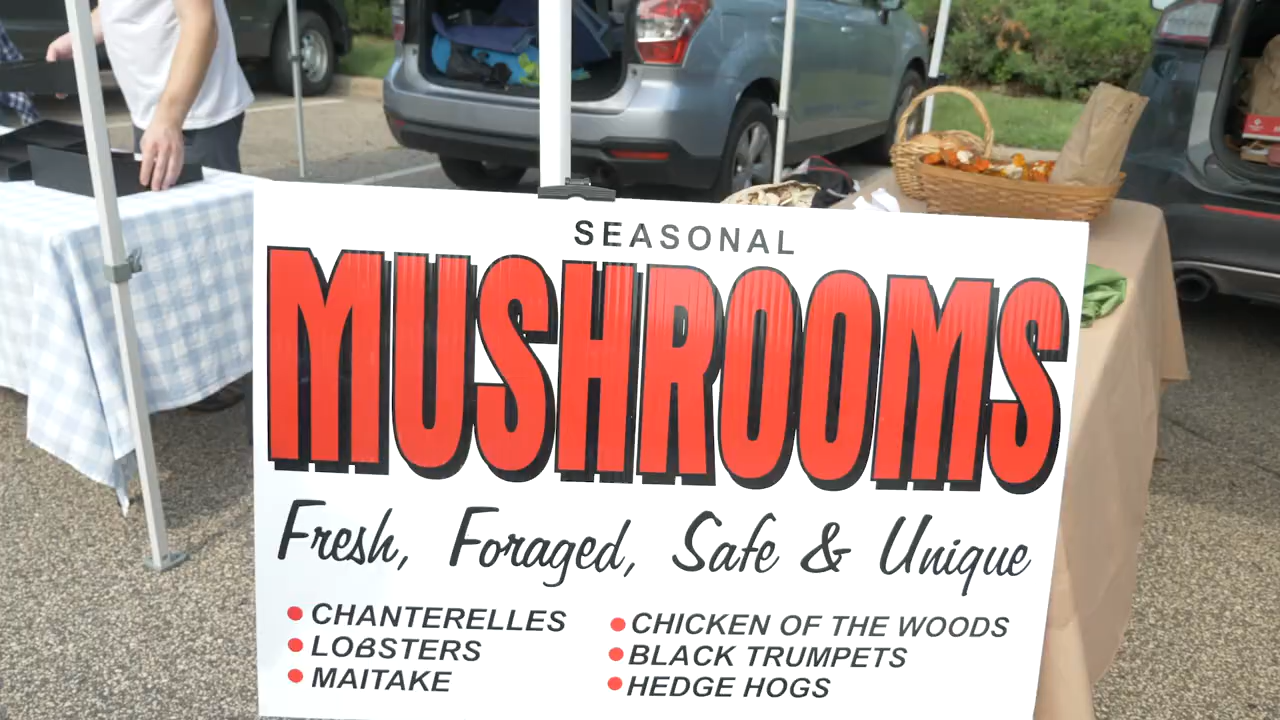 SEASONAL
MUSHROOMS
Fresh, Foraged, Safe & Unique
CHANTERELLES
LOBSTERS
MAITAKE
CHICKEN OF THE WOODS
BLACK TRUMPETS
HEDGE HOGS